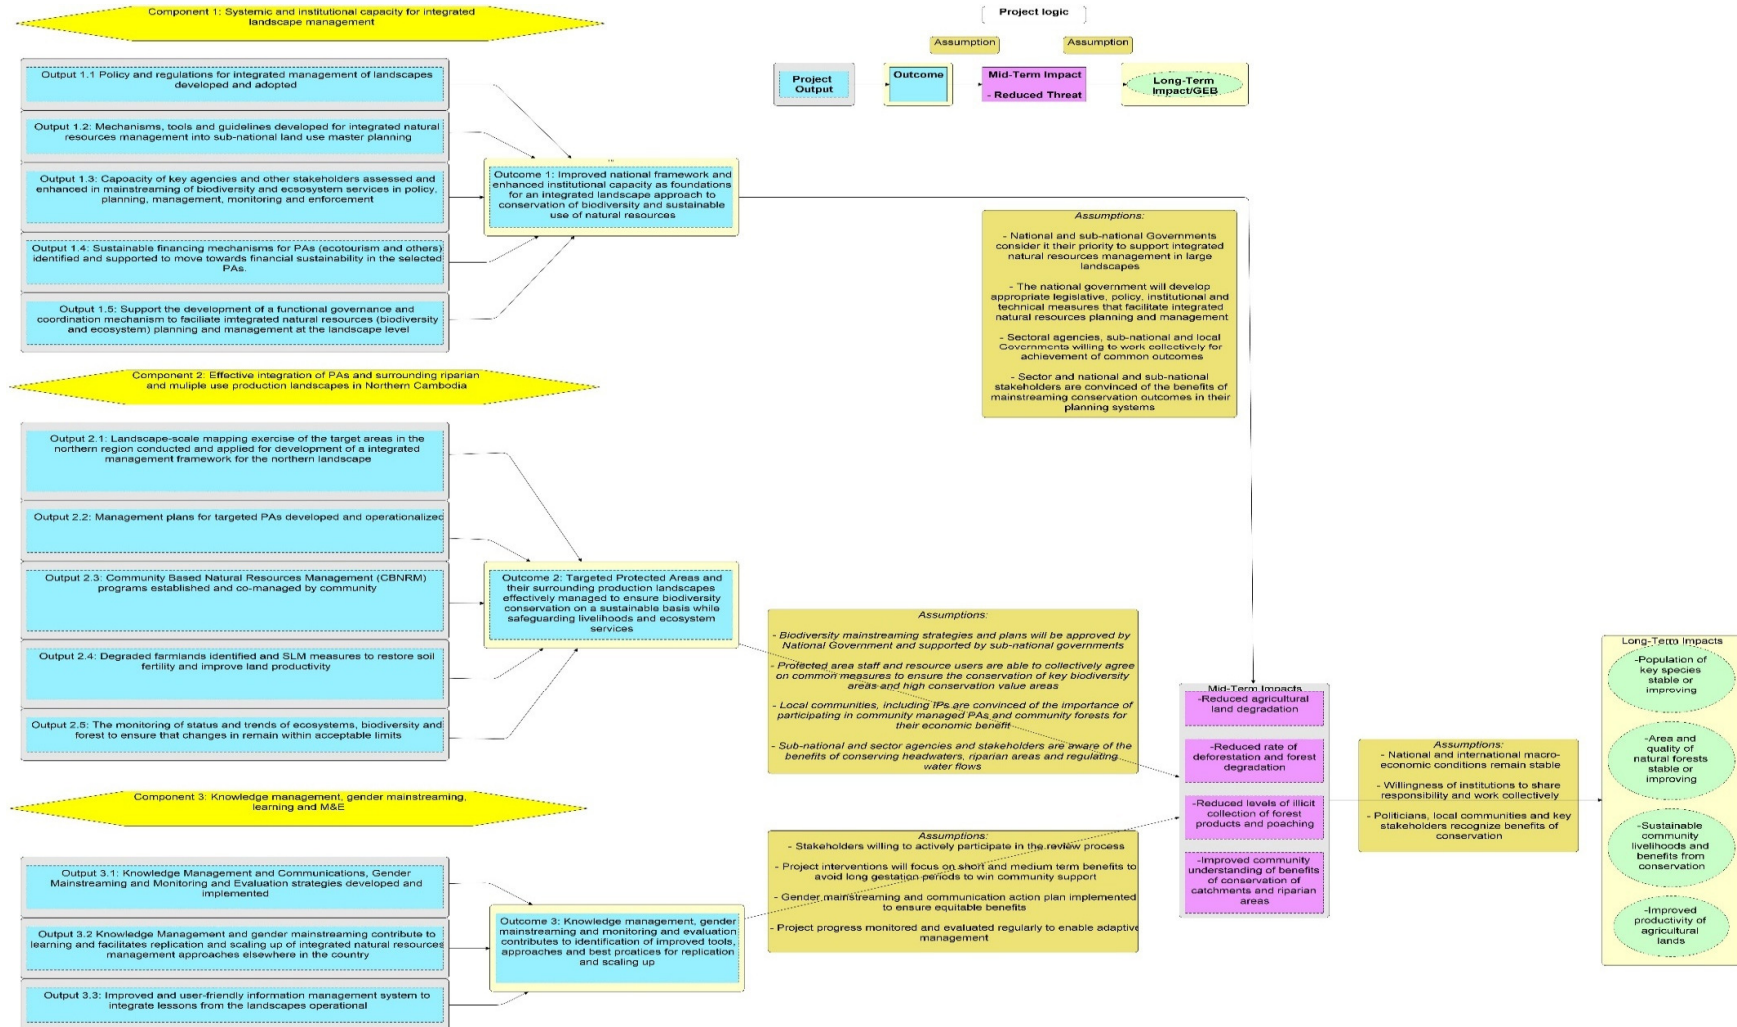 Component 1: Systemic and institutional capacity for integrated
landscape management
Project logic
Assumption
Assumption
Project
Output
Outcome
Mid-Term Impact
- Reduced Threat
Long-Term
Impact/GEB
Output 1.1 Policy and regulations for integrated management of landscapes
developed and adopted
Output 1.2: Mechanisms, tools and guidelines developed for integrated natural
resources management into sub-national land use master planning
Output 1.3: Capoacity of key agencies and other stakeholders assessed and
enhanced in mainstreaming of biodiversity and ecsosystem services in policy,
planning, management, monitoring and enforcement
Output 1.4: Sustainable financing mechanisms for PAs (ecotourism and others)
identified and supported to move towards financial sustainability in the selected
PAs.
Output 1.5: Support the development of a functional governance and
coordination mechanism to faciliate imtegrated natural resources (biodiversity
and ecosystem) planning and management at the landscape level
...
Outcome 1: Improved national framework and
enhanced institutional capacity as foundations
for an integrated landscape approach to
conservation of biodiversity and sustainable
use of natural resources
Assumptions:
- National and sub-national Governments
consider it their priority to support integrated
natural resources management in large
landscapes
- The national government will develop
appropriate legislative, policy, institutional and
technical measures that facilitate integrated
natural resources planning and management
- Sectoral agencies, sub-national and local
Governments willing to work collectively for
achievement of common outcomes
- Sector and national and sub-national
stakeholders are convinced of the benefits of
mainstreaming conservation outcomes in their
planning systems
Component 2: Effective integration of PAs and surrounding riparian
and muliple use production landscapes in Northern Cambodia
Output 2.1: Landscape-scale mapping exercise of the target areas in the
northern region conducted and applied for development of a integrated
management framework for the northern landscape
Output 2.2: Management plans for targeted PAs developed and operationalized
Output 2.3: Community Based Natural Resources Management (CBNRM)
programs established and co-managed by community
Output 2.4: Degraded farmlands identified and SLM measures to restore soil
fertility and improve land productivity
Output 2.5: The monitoring of status and trends of ecosystems, biodiversity and
forest to ensure that changes in remain within acceptable limits
Outcome 2: Targeted Protected Areas and
their surrounding production landscapes
effectively managed to ensure biodiversity
conservation on a sustainable basis while
safeguarding livelihoods and ecosystem
services
Assumptions:
- Biodiversity mainstreaming strategies and plans will be approved by
National Government and supported by sub-national governments
- Protected area staff and resource users are able to collectively agree
on common measures to ensure the conservation of key biodiversity
areas and high conservation value areas
- Local communities, including IPs are convinced of the importance of
participating in community managed PAs and community forests for
their economic benefit
- Sub-national and sector agencies and stakeholders are aware of the
benefits of conserving headwaters, riparian areas and regulating
water flows
Component 3: Knowledge management, gender mainstreaming,
learning and M&E
Output 3.1: Knowledge Management and Communications, Gender
Mainstreaming and Monitoring and Evaluation strategies developed and
implemented
Output 3.2 Knowledge Management and gender mainstreaming contribute to
learning and facilitates replication and scaling up of integrated natural resources
management approaches elsewhere in the country
Output 3.3: Improved and user-friendly information management system to
integrate lessons from the landscapes operational
Outcome 3: Knowledge management, gender
mainstreaming and monitoring and evaluation
contributes to identification of improved tools,
approaches and best prcatices for replication
and scaling up
Assumptions:
- Stakeholders willing to actively participate in the review process
- Project interventions will focus on short and medium term benefits to
avoid long gestation periods to win community support
- Gender mainstreaming and communication action plan implemented
to ensure equitable benefits
- Project progress monitored and evaluated regularly to enable adaptive
management
Mid-Term Impacts
-Reduced agricultural
land degradation
-Reduced rate of
deforestation and forest
degradation
-Reduced levels of illicit
collection of forest
products and poaching
-Improved community
understanding of benefits
of conservation of
catchments and riparian
areas
Assumptions:
- National and international macro-
economic conditions remain stable
- Willingness of institutions to share
responsibility and work collectively
- Politicians, local communities and key
stakeholders recognize benefits of
conservation
Long-Term Impacts
-Population of
key species
stable or
improving
-Area and
quality of
natural forests
stable or
improving
-Sustainable
community
livelihoods and
benefits from
conservation
-Improved
productivity of
agricultural
lands